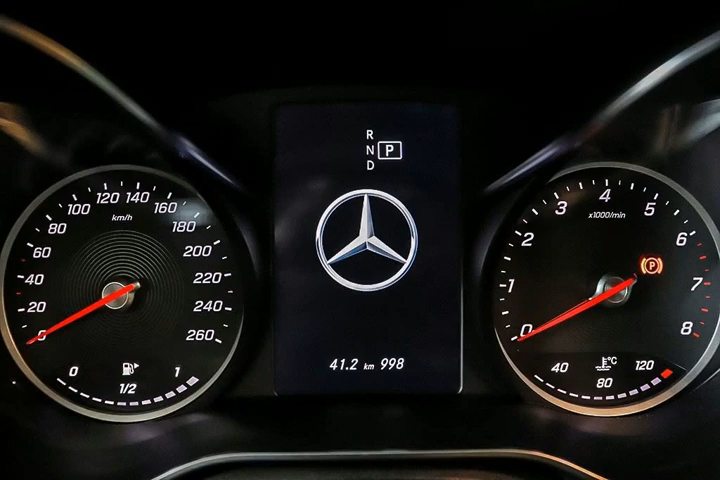 0 20 40 60 80 100 120 140 160 180 200 220 240 260
km/h
0 1/2 1
R
N P
D
41.2 km 998
0 1 2 3 4 5 6 7 8
x1000/min
P
°C
40 80 120